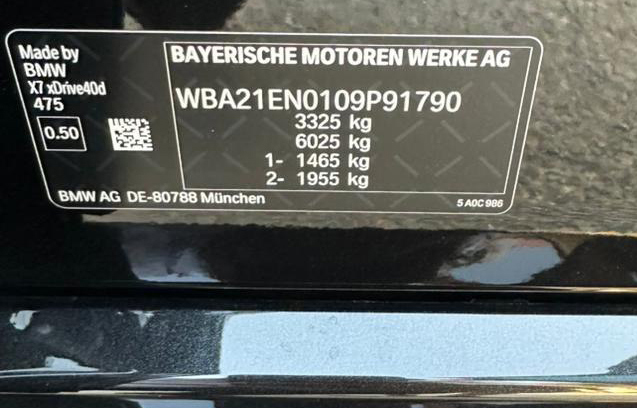 Made by
BMW
X7 xDrive40d
475
0.50
BAYERISCHE MOTOREN WERKE AG
WBA21EN0109P91790
3325 kg
6025 kg
1- 1465 kg
2- 1955 kg
BMW AG DE-80788 München
5 A0C 986